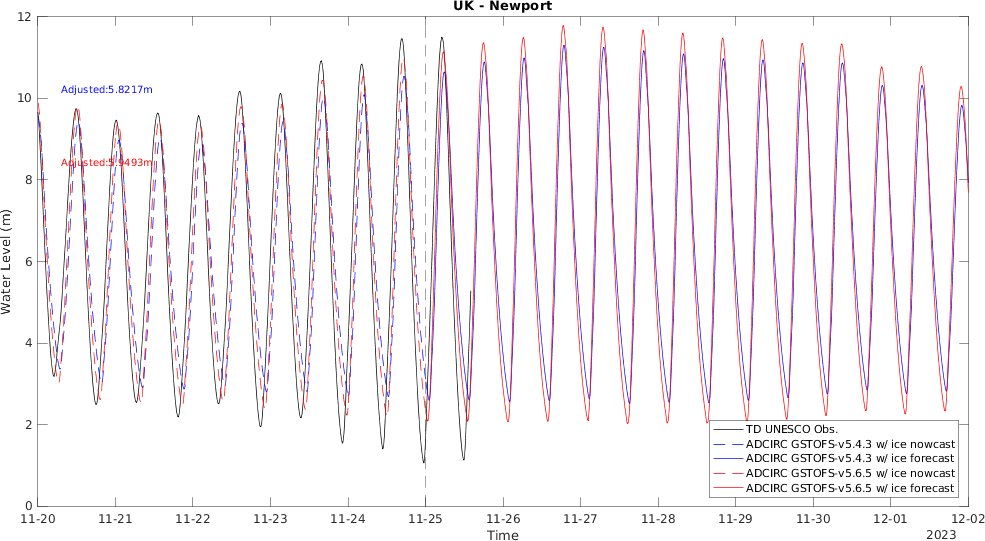 UK - Newport
12
10
8
6
4
2
0
Water Level (m)
Adjusted:5.8217m
Adjusted:5.9493m
TD UNESCO Obs.
ADCIRC GSTOFS-v5.4.3 w/ ice nowcast
ADCIRC GSTOFS-v5.4.3 w/ ice forecast
ADCIRC GSTOFS-v5.6.5 w/ ice nowcast
ADCIRC GSTOFS-v5.6.5 w/ ice forecast
11-20 11-21 11-22 11-23 11-24 11-25 11-26 11-27 11-28 11-29 11-30 12-01 12-02
Time
2023